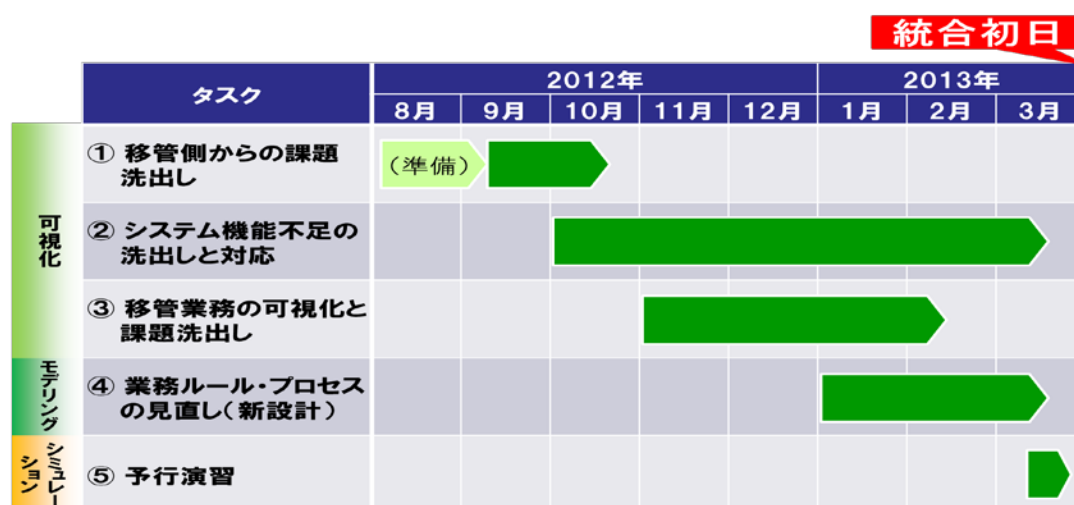 統合初日
タスク
2012年
2013年
8月
9月
10月
11月
12月
1月
2月
3月
可視化
① 移管側からの課題
洗出し
（準備）
② システム機能不足の
洗出しと対応
③ 移管業務の可視化と
課題洗出し
モデリング
④ 業務ルール・プロセス
の見直し（新設計）
シミュレー
ション
⑤ 予行演習